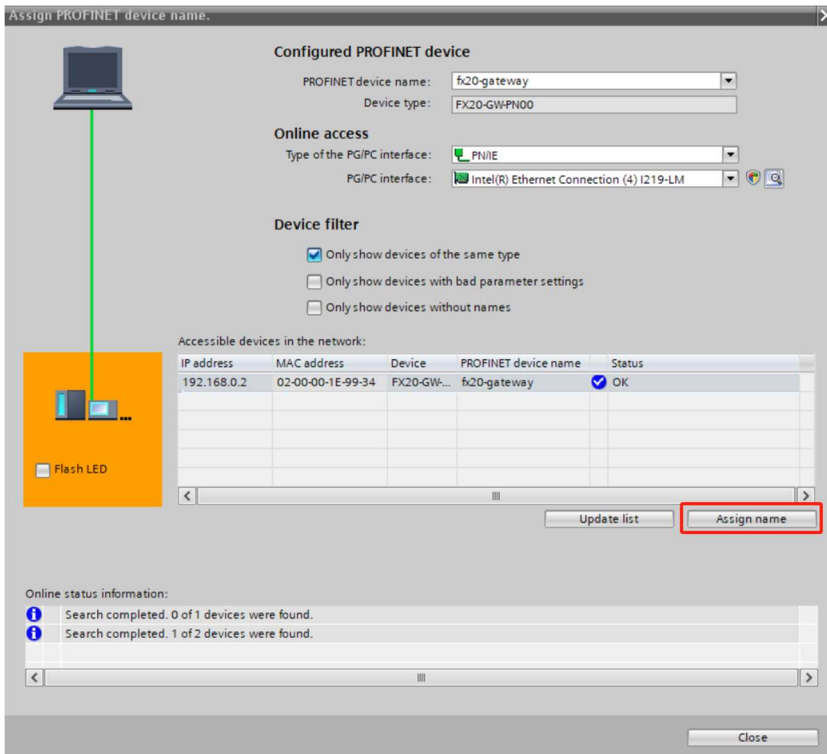 Assign PROFINET device name.
Configured PROFINET device
PROFINET device name: fx20-gateway
Device type: FX20-GW-PN00
Online access
Type of the PG/PC interface: PN/IE
PG/PC interface: Intel(R) Ethernet Connection (4) I219-LM
Device filter
Only show devices of the same type
Only show devices with bad parameter settings
Only show devices without names
Accessible devices in the network:
IP address MAC address Device PROFINET device name Status
192.168.0.2 02-00-00-1E-99-34 FX20-GW-... fx20-gateway OK
Flash LED
Update list Assign name
Online status information:
Search completed. 0 of 1 devices were found.
Search completed. 1 of 2 devices were found.
Close